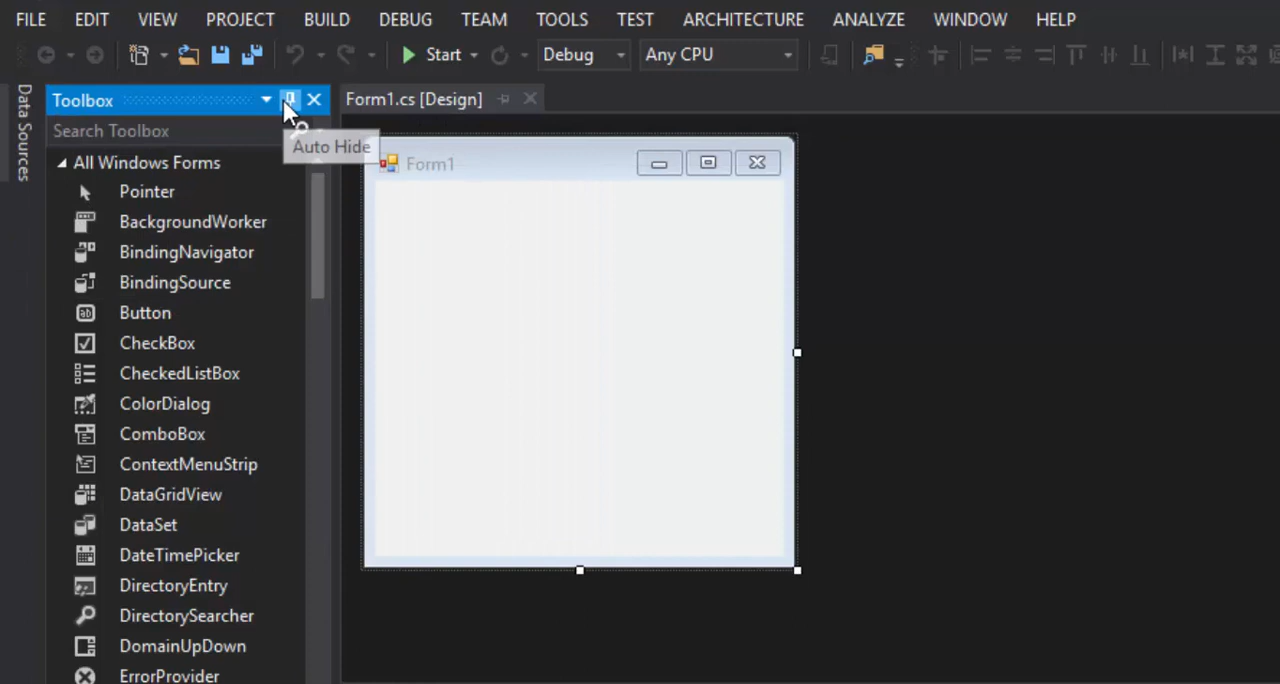 FILE EDIT VIEW PROJECT BUILD DEBUG TEAM TOOLS TEST ARCHITECTURE ANALYZE WINDOW HELP
Start Debug Any CPU
Data Sources
Toolbox
Form1.cs [Design]
Search Toolbox
Auto Hide
Form1
All Windows Forms
Pointer
BackgroundWorker
BindingNavigator
BindingSource
Button
CheckBox
CheckedListBox
ColorDialog
ComboBox
ContextMenuStrip
DataGridView
DataSet
DateTimePicker
DirectoryEntry
DirectorySearcher
DomainUpDown
ErrorProvider